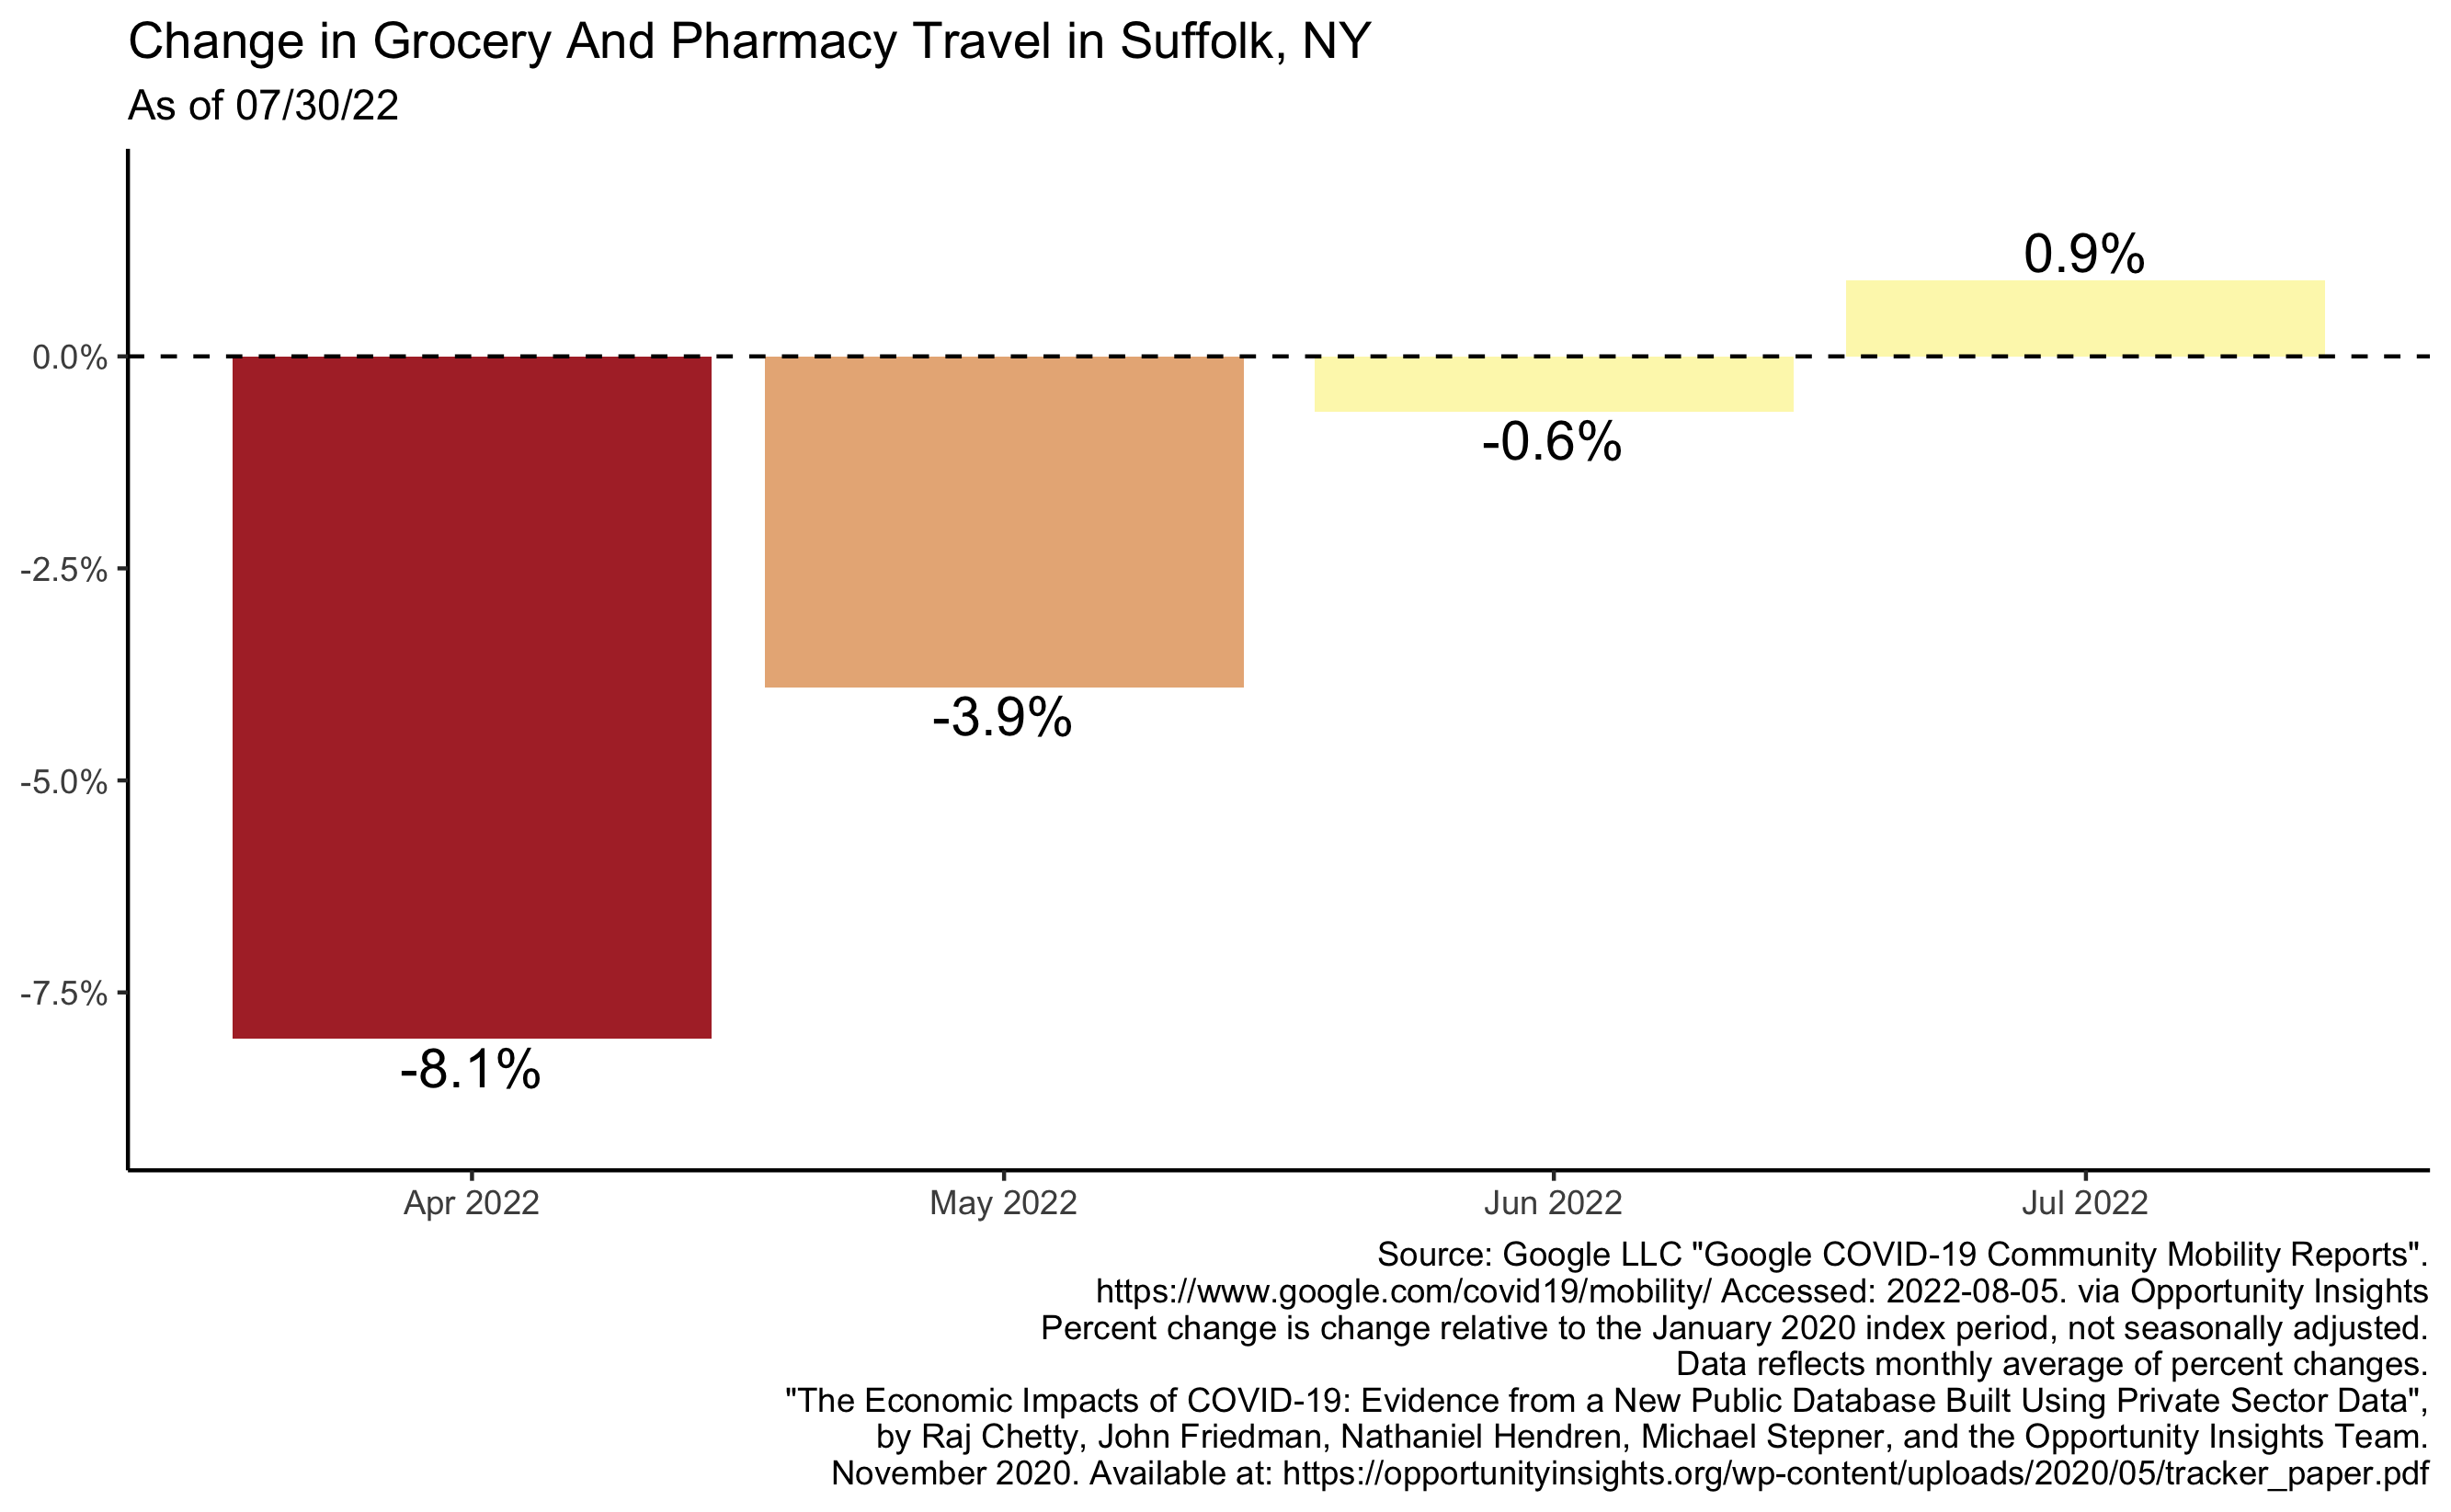 Change in Grocery And Pharmacy Travel in Suffolk, NY
As of 07/30/22
0.9%
0.0%
-0.6%
-2.5%
-3.9%
-5.0%
-7.5%
-8.1%
Apr 2022 May 2022 Jun 2022 Jul 2022
Source: Google LLC "Google COVID-19 Community Mobility Reports".
https://www.google.com/covid19/mobility/ Accessed: 2022-08-05. via Opportunity Insights
Percent change is change relative to the January 2020 index period, not seasonally adjusted.
Data reflects monthly average of percent changes.
"The Economic Impacts of COVID-19: Evidence from a New Public Database Built Using Private Sector Data",
by Raj Chetty, John Friedman, Nathaniel Hendren, Michael Stepner, and the Opportunity Insights Team.
November 2020. Available at: https://opportunityinsights.org/wp-content/uploads/2020/05/tracker_paper.pdf